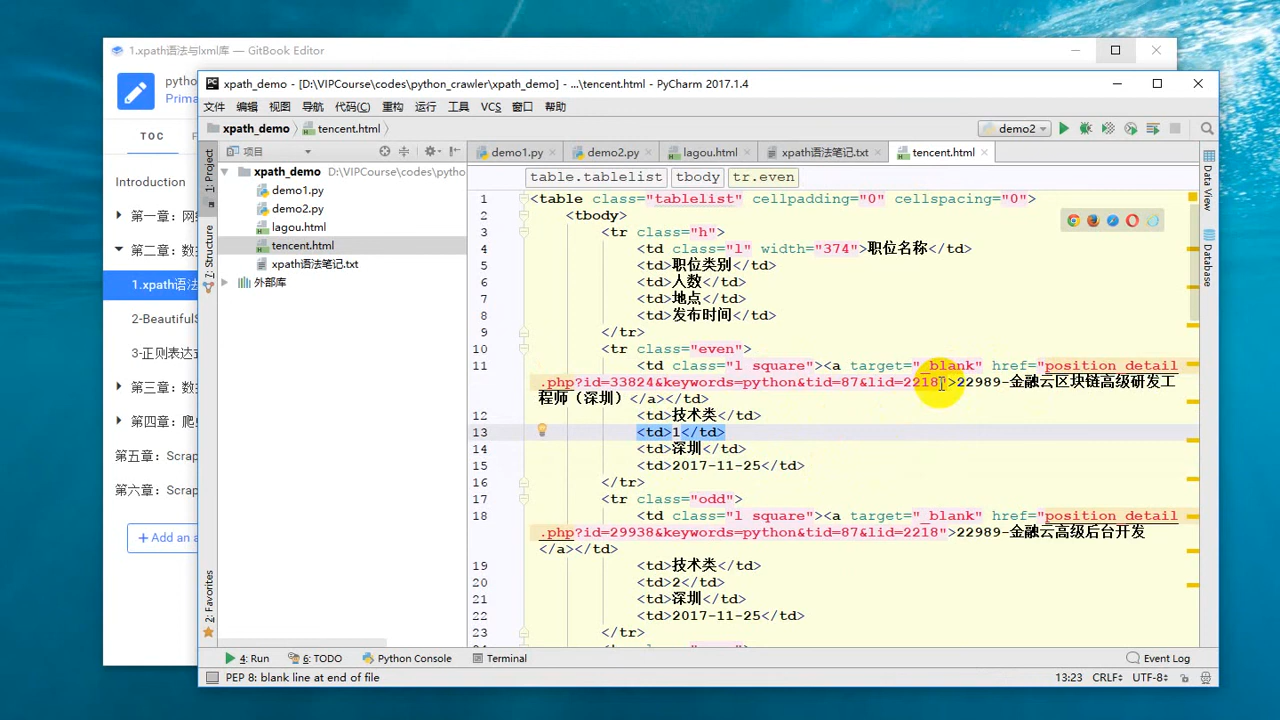 1.xpath语法与lxml库 — GitBook Editor
pytho
Prima
TOC
F
Introduction
第一章：网
第二章：数
1.xpath语法
2-BeautifulS
3-正则表达式
第三章：数
第四章：爬
第五章：Scrap
第六章：Scrap
+ Add an a
xpath_demo - [D:\VIPCourse\codes\python_crawler\xpath_demo] - ...\tencent.html - PyCharm 2017.1.4
文件 编辑 视图 导航 代码(C) 重构 运行 工具 VCS 窗口 帮助
xpath_demo tencent.html demo2
项目
demo1.py demo2.py lagou.html xpath语法笔记.txt tencent.html
1: Project
7: Structure
2: Favorites
xpath_demo D:\VIPCourse\codes\pytho
demo1.py
demo2.py
lagou.html
tencent.html
xpath语法笔记.txt
外部库
table.tablelist tbody tr.even
1 <table class="tablelist" cellpadding="0" cellspacing="0">
2 <tbody>
3 <tr class="h">
4 <td class="l" width="374">职位名称</td>
5 <td>职位类别</td>
6 <td>人数</td>
7 <td>地点</td>
8 <td>发布时间</td>
9 </tr>
10 <tr class="even">
11 <td class="l square"><a target="_blank" href="position_detail
.php?id=33824&keywords=python&tid=87&lid=2218">22989-金融云区块链高级研发工
程师（深圳）</a></td>
12 <td>技术类</td>
13 <td>1</td>
14 <td>深圳</td>
15 <td>2017-11-25</td>
16 </tr>
17 <tr class="odd">
18 <td class="l square"><a target="_blank" href="position_detail
.php?id=29938&keywords=python&tid=87&lid=2218">22989-金融云高级后台开发
</a></td>
19 <td>技术类</td>
20 <td>2</td>
21 <td>深圳</td>
22 <td>2017-11-25</td>
23 </tr>
Data View
Database
4: Run 6: TODO Python Console Terminal Event Log
PEP 8: blank line at end of file 13:23 CRLF UTF-8